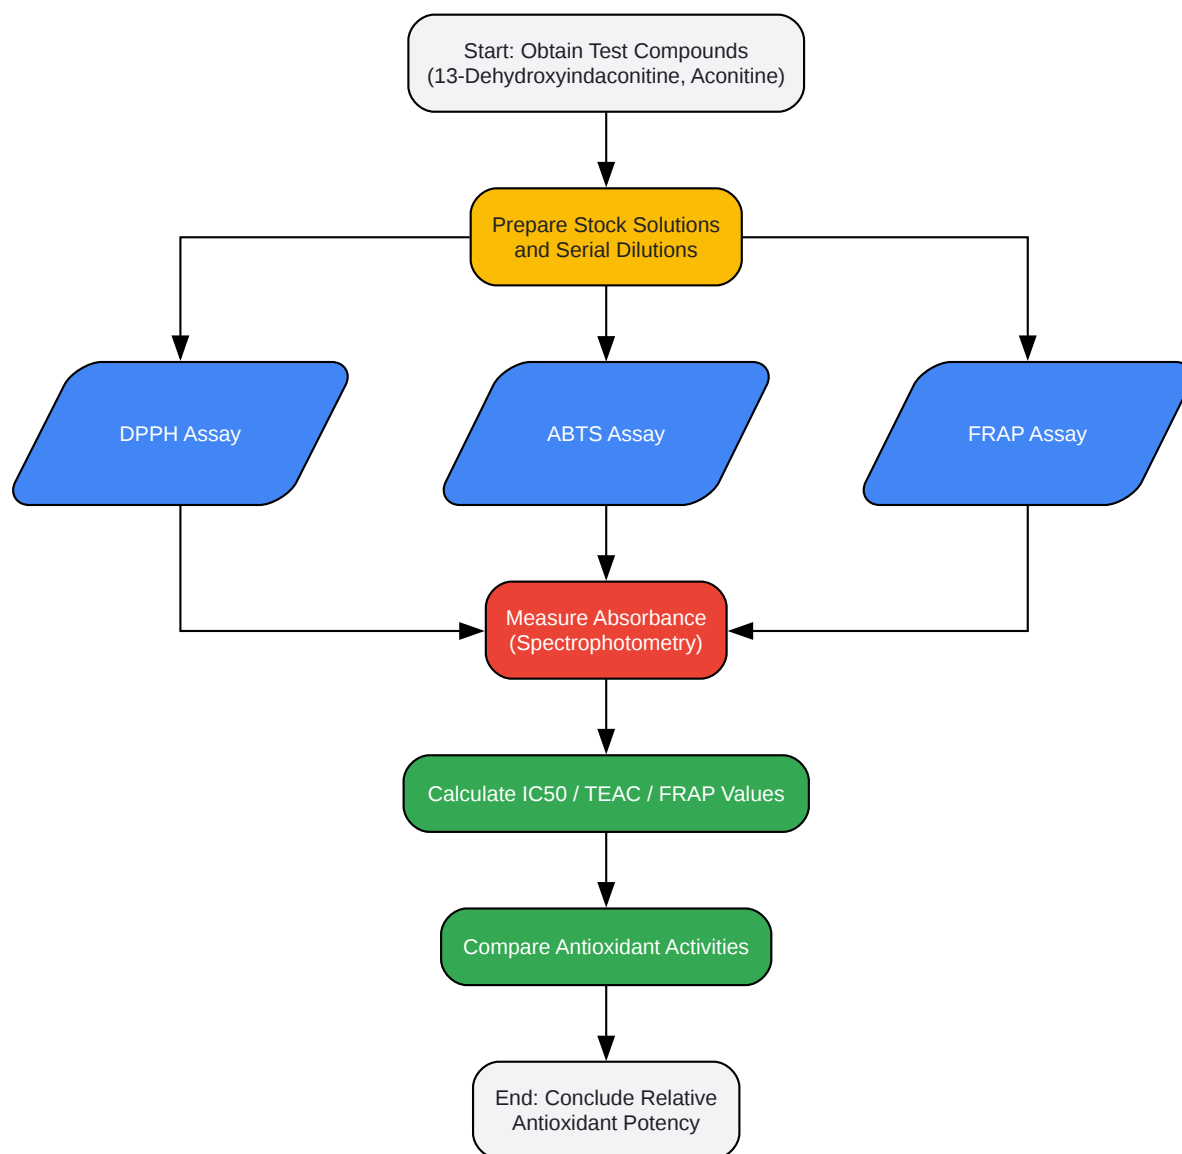 Start: Obtain Test Compounds
(13-Dehydroxyindaconitine, Aconitine)
Prepare Stock Solutions
and Serial Dilutions
DPPH Assay
ABTS Assay
FRAP Assay
Measure Absorbance
(Spectrophotometry)
Calculate IC50 / TEAC / FRAP Values
Compare Antioxidant Activities
End: Conclude Relative
Antioxidant Potency